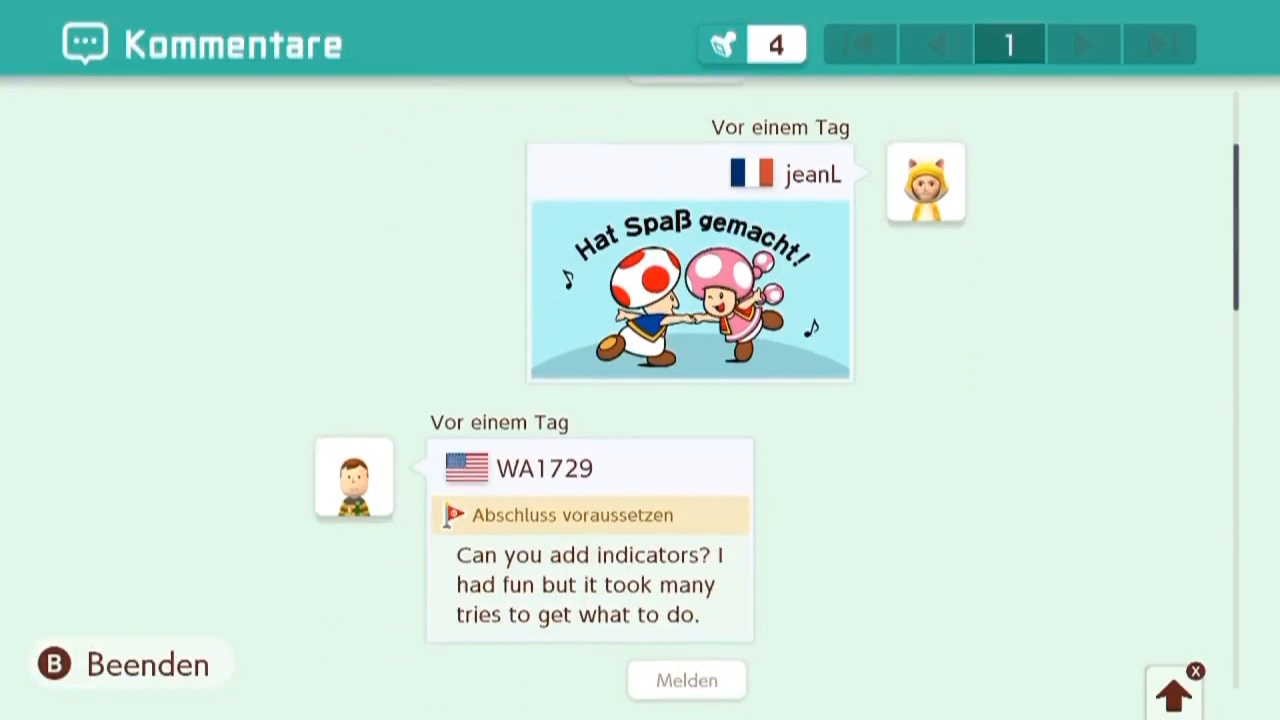 Kommentare
4
1
Vor einem Tag
jeanL
Hat Spaß gemacht!
Vor einem Tag
WA1729
Abschluss voraussetzen
Can you add indicators? I
had fun but it took many
tries to get what to do.
B Beenden
Melden
X